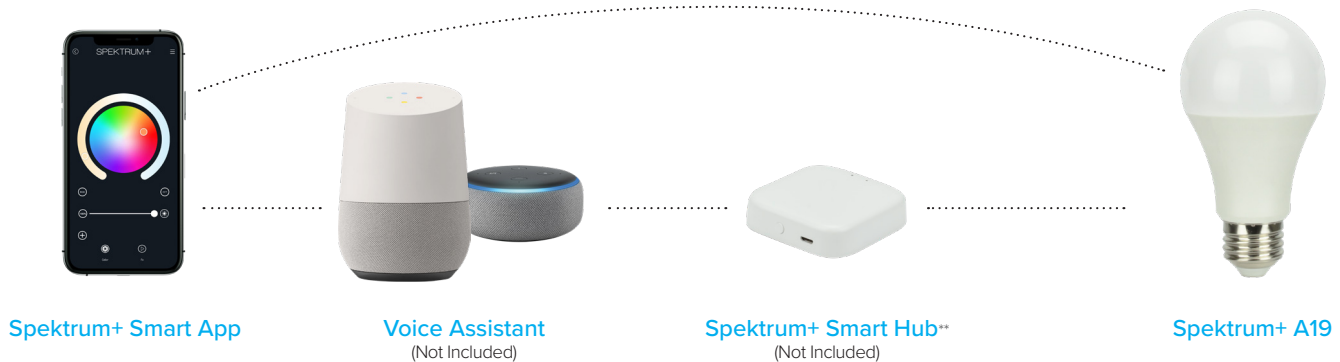 SPEKTRUM+
Spektrum+ Smart App
Voice Assistant
(Not Included)
Spektrum+ Smart Hub**
(Not Included)
Spektrum+ A19